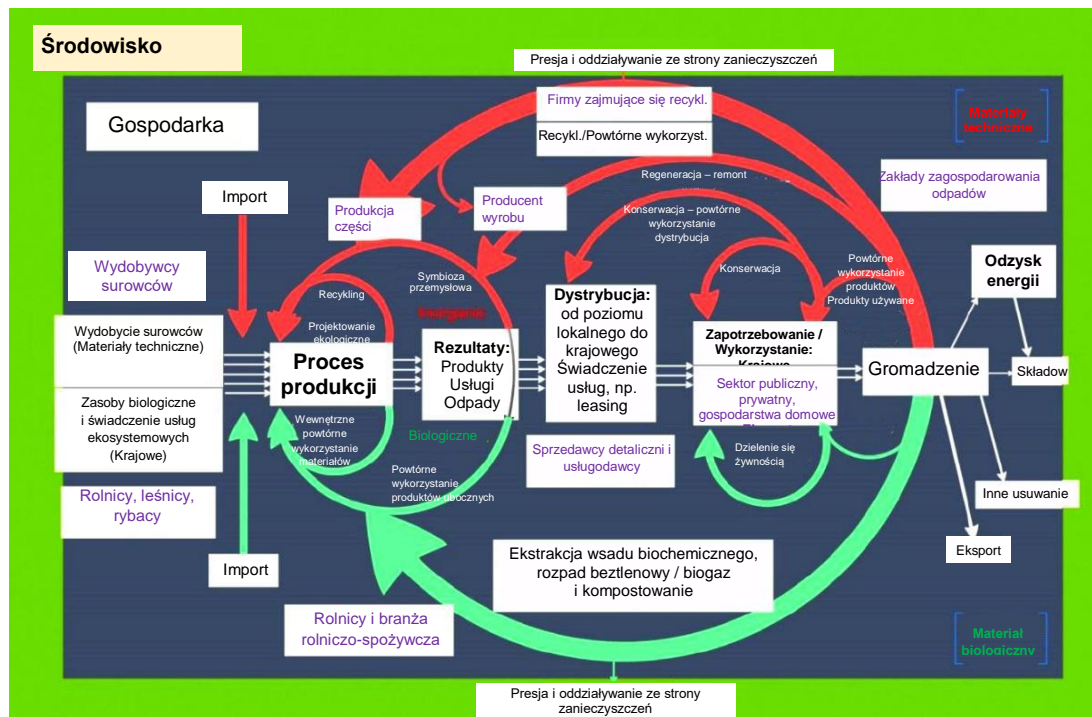 Środowisko
Presja i oddziaływanie ze strony zanieczyszczeń
Firmy zajmujące się recykl.
Recykl./Powtórne wykorzyst.
Gospodarka
Materiały
techniczne
Regeneracja – remont
Zakłady zagospodarowania
odpadów
Import
Produkcja
części
Producent
wyrobu
Konserwacja – powtórne
wykorzystanie
dystrybucja
Wydobywcy
surowców
Symbioza
przemysłowa
Konserwacja
Powtórne
wykorzystanie
produktów
Produkty używane
Odzysk
energii
Recykling
Projektowanie
ekologiczne
Wydobycie surowców
(Materiały techniczne)
Proces
produkcji
Rezultaty:
Produkty
Usługi
Odpady
Dystrybucja:
od poziomu
lokalnego do
krajowego
Świadczenie
usług, np.
leasing
Zapotrzebowanie /
Wykorzystanie:
Sektor publiczny,
prywatny,
gospodarstwa domowe
Gromadzenie
Składow
Zasoby biologiczne
i świadczenie usług
ekosystemowych
(Krajowe)
Wewnętrzne
powtórne
wykorzystanie
materiałów
Biologiczne
Sprzedawcy detaliczni i
usługodawcy
Dzielenie się
żywnością
Powtórne
wykorzystanie
produktów ubocznych
Rolnicy, leśnicy,
rybacy
Inne usuwanie
Eksport
Import
Ekstrakcja wsadu biochemicznego,
rozpad beztlenowy / biogaz
i kompostowanie
Rolnicy i branża
rolniczo-spożywcza
Materiał
biologiczny
Presja i oddziaływanie ze strony
zanieczyszczeń